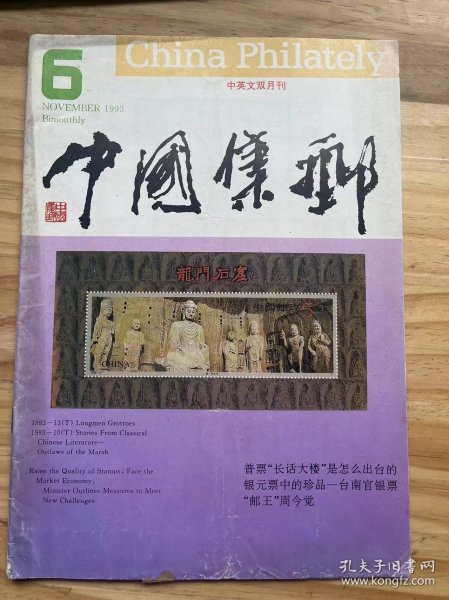 China Philately
中英文双月刊
6
NOVEMBER 1993
Bimonthly
中国集邮
龍門石窟
CHINA
1993—13(T) Longmen Grottoes
1993—10(T) Stories From Classical
Chinese Literature—
Outlaws of the Marsh
Raise the Quality of Stamps, Face the
Market Economy:
Minister Outlines Measures to Meet
New Challenges
普票“长话大楼”是怎么出台的
银元票中的珍品—台南官银票
“邮王”周今觉
孔夫子旧书网
www.kongfz.com